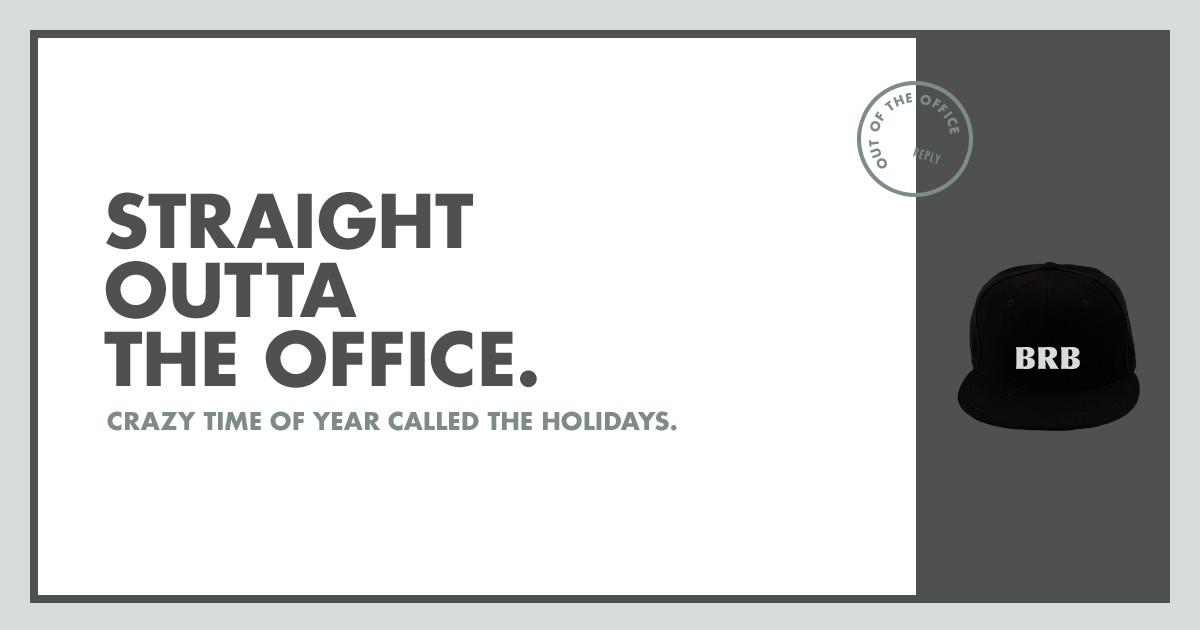 OUT OF THE OFFICE
REPLY
STRAIGHT
OUTTA
THE OFFICE.
CRAZY TIME OF YEAR CALLED THE HOLIDAYS.
BRB